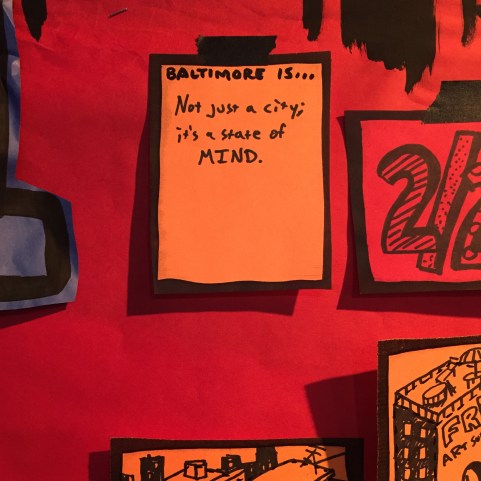 BALTIMORE IS...
Not just a city;
it's a state of
MIND.